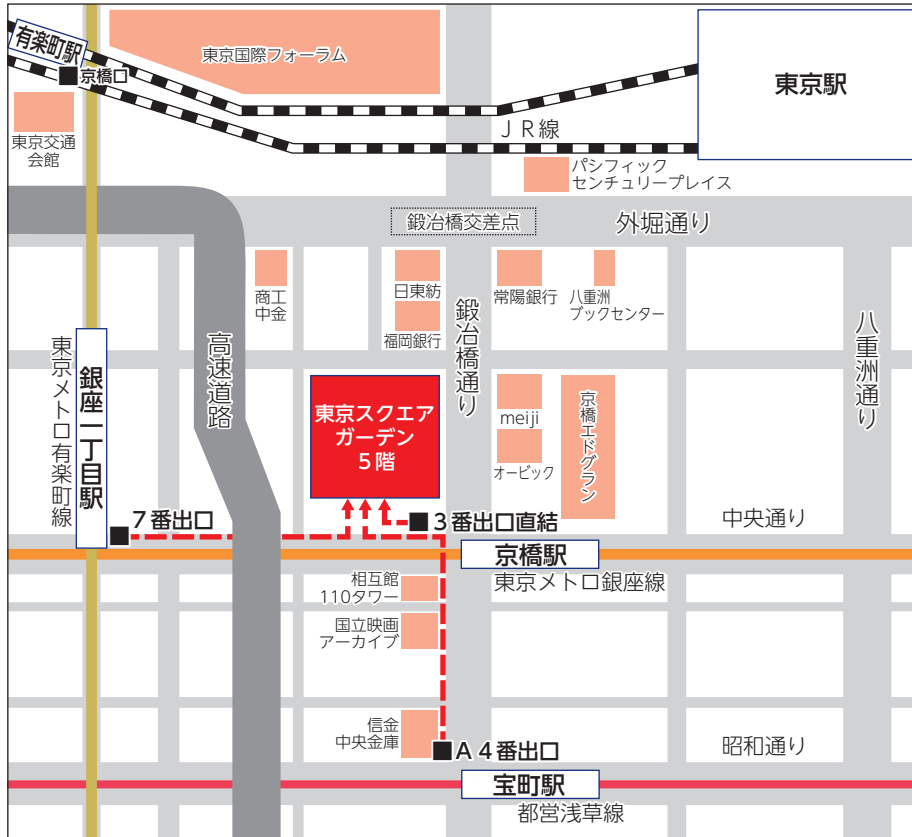 有楽町駅
京橋口
東京国際フォーラム
東京駅
東京交通
会館
ＪＲ線
パシフィック
センチュリープレイス
鍛冶橋交差点
外堀通り
商工
中金
日東紡
福岡銀行
常陽銀行
八重洲
ブックセンター
鍛冶橋通り
八重洲通り
高速道路
東京メトロ有楽町線
銀座一丁目駅
東京スクエア
ガーデン
５階
meiji
オービック
京橋エドグラン
７番出口
３番出口直結
中央通り
京橋駅
東京メトロ銀座線
相互館
110タワー
国立映画
アーカイブ
信金
中央金庫
Ａ４番出口
昭和通り
宝町駅
都営浅草線